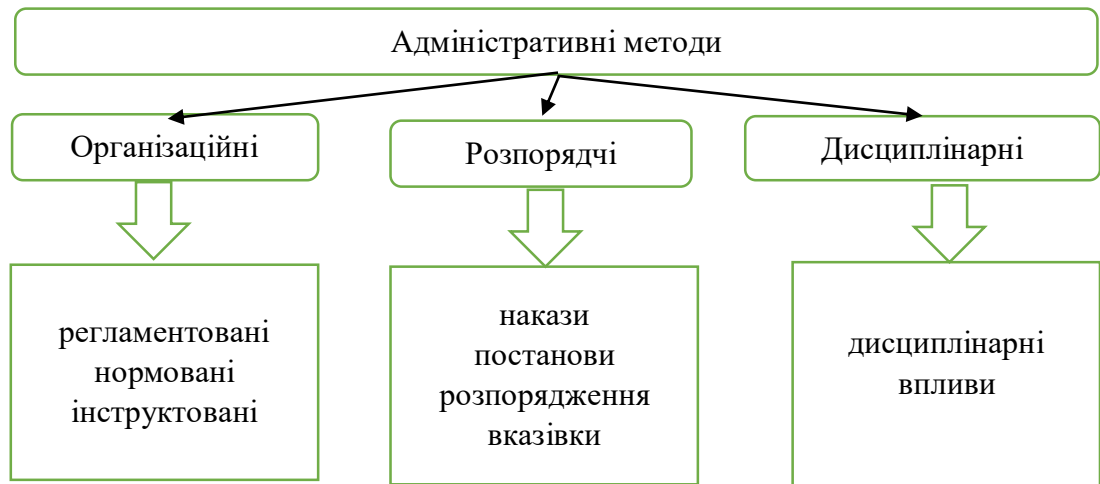 Адміністративні методи
Організаційні
Розпорядчі
Дисциплінарні
регламентовані
нормовані
інструктовані
накази
постанови
розпорядження
вказівки
дисциплінарні
впливи